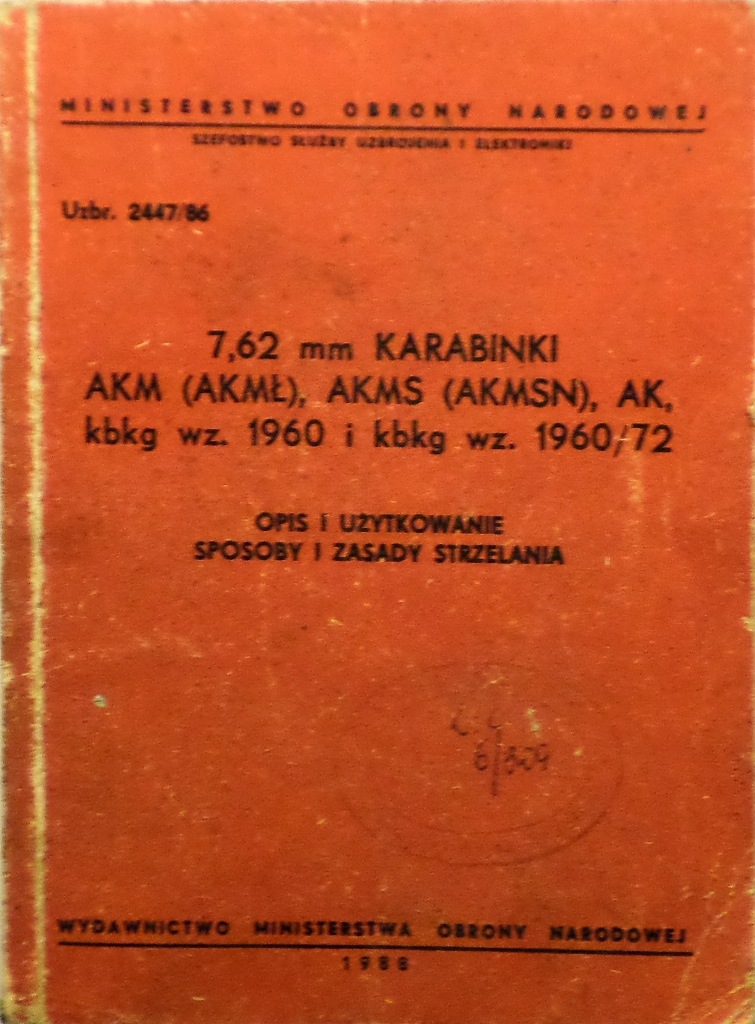 MINISTERSTWO OBRONY NARODOWEJ
SZEFOSTWO SŁUŻBY UZBROJENIA I ELEKTRONIKI
Uzbr. 2447/86
7,62 mm KARABINKI
AKM (AKMŁ), AKMS (AKMSN), AK,
kbkg wz. 1960 i kbkg wz. 1960/72
OPIS I UŻYTKOWANIE
SPOSOBY I ZASADY STRZELANIA
WYDAWNICTWO MINISTERSTWA OBRONY NARODOWEJ
1988